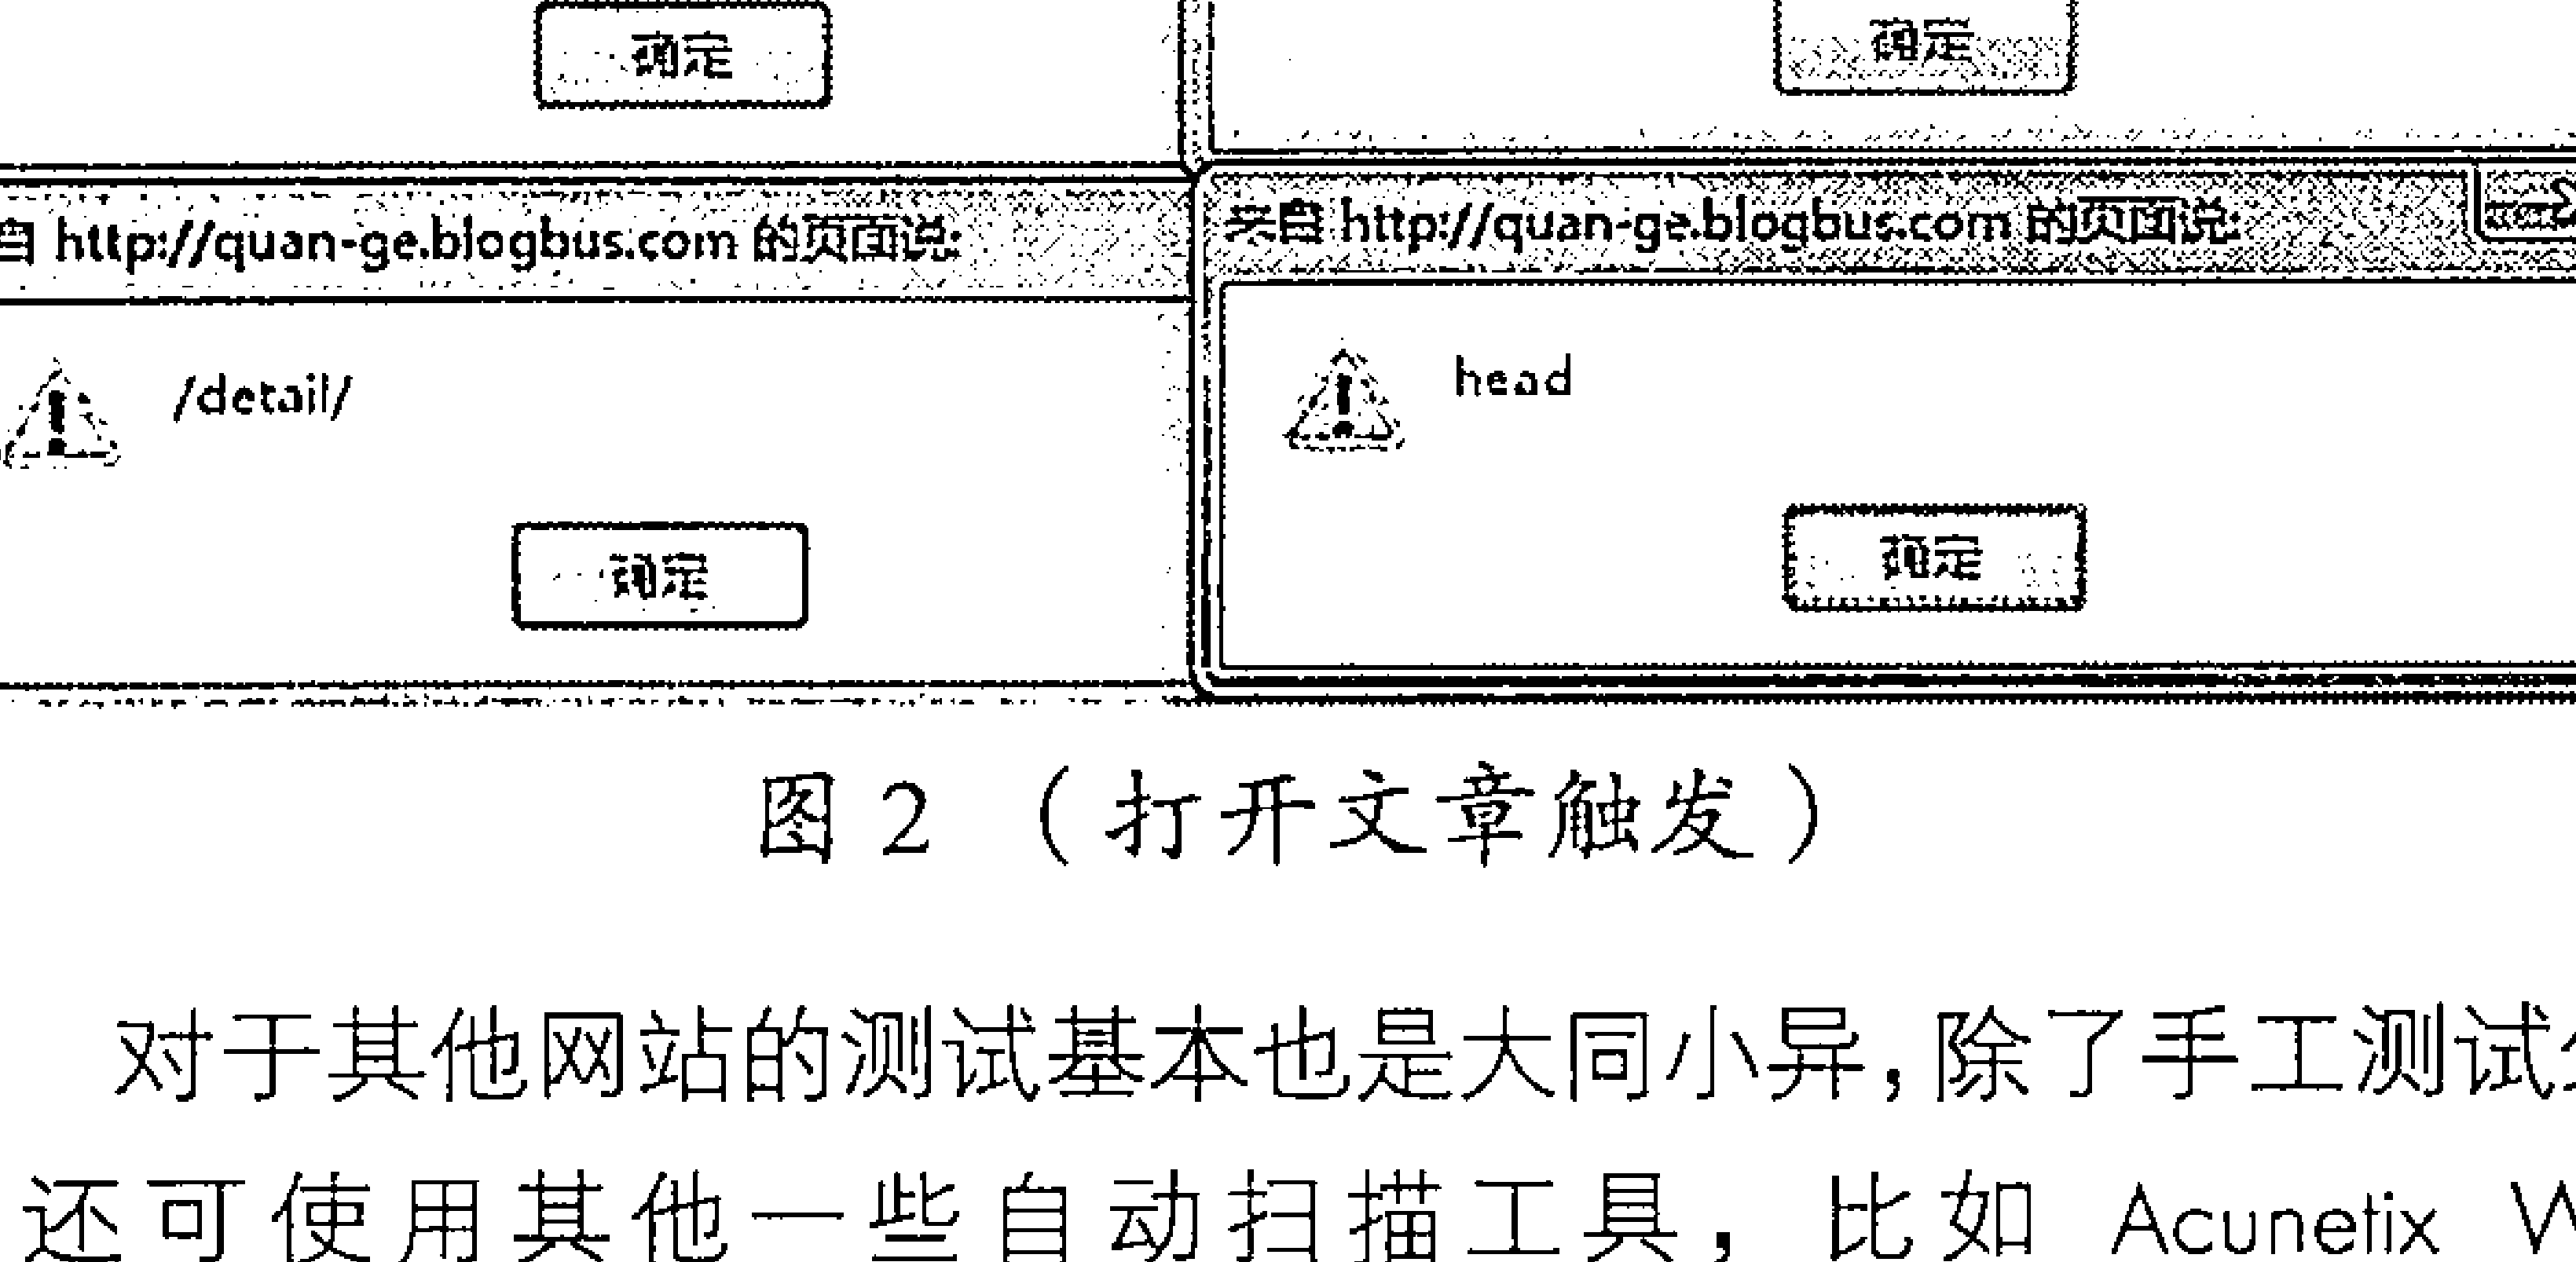 确定 确定
自 http://quan-ge.blogbus.com 的页面说: 来自 http://quan-ge.blogbus.com 的页面说:
/detail/ head
确定 确定
图 2 (打开文章触发)
对于其他网站的测试基本也是大同小异,除了手工测试
还可使用其他一些自动扫描工具,比如 Acunetix W